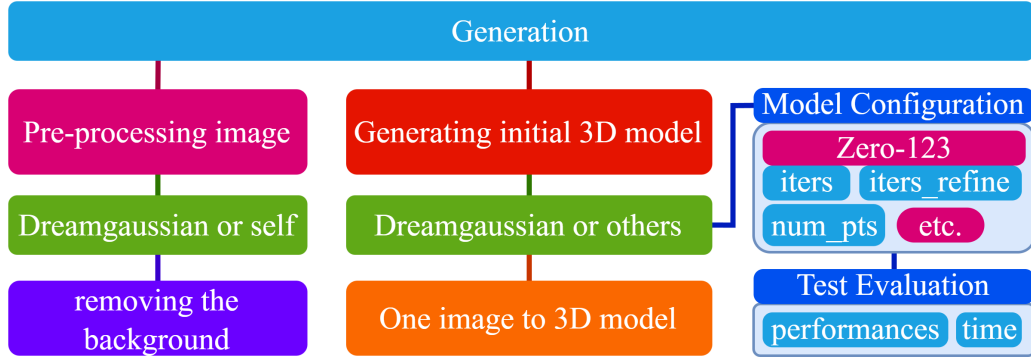 Generation
Pre-processing image
Dreamgaussian or self
removing the
background
Generating initial 3D model
Dreamgaussian or others
One image to 3D model
Model Configuration
Zero-123
iters iters_refine
num_pts etc.
Test Evaluation
performances time